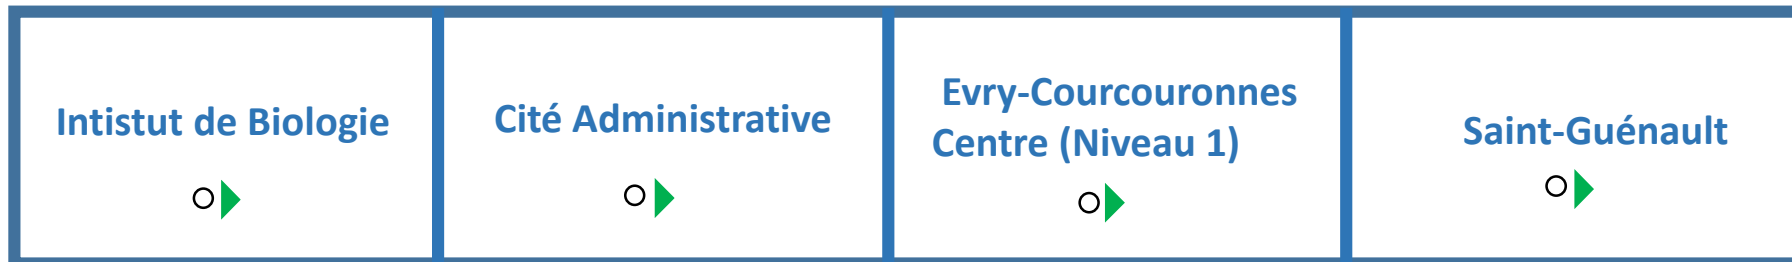 Intistut de Biologie
Cité Administrative
Evry-Courcouronnes
Centre (Niveau 1)
Saint-Guénault